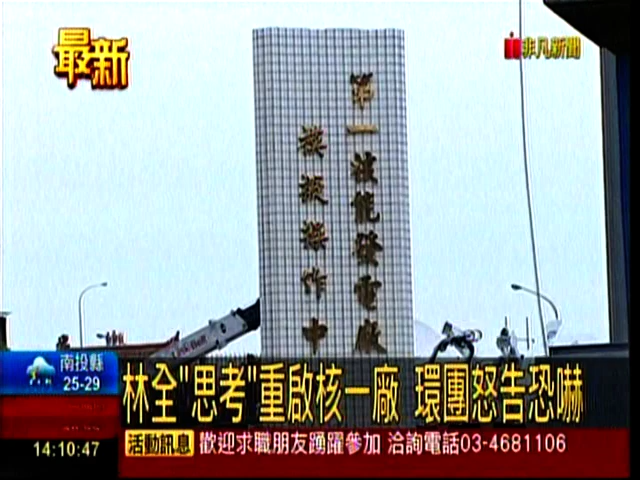 最新
非凡新聞
第一核能發電廠
模擬操作中
南投縣
25-29
林全"思考"重啟核一廠 環團怒告恐嚇
14:10:47
活動訊息 歡迎求職朋友踴躍參加 洽詢電話03-4681106